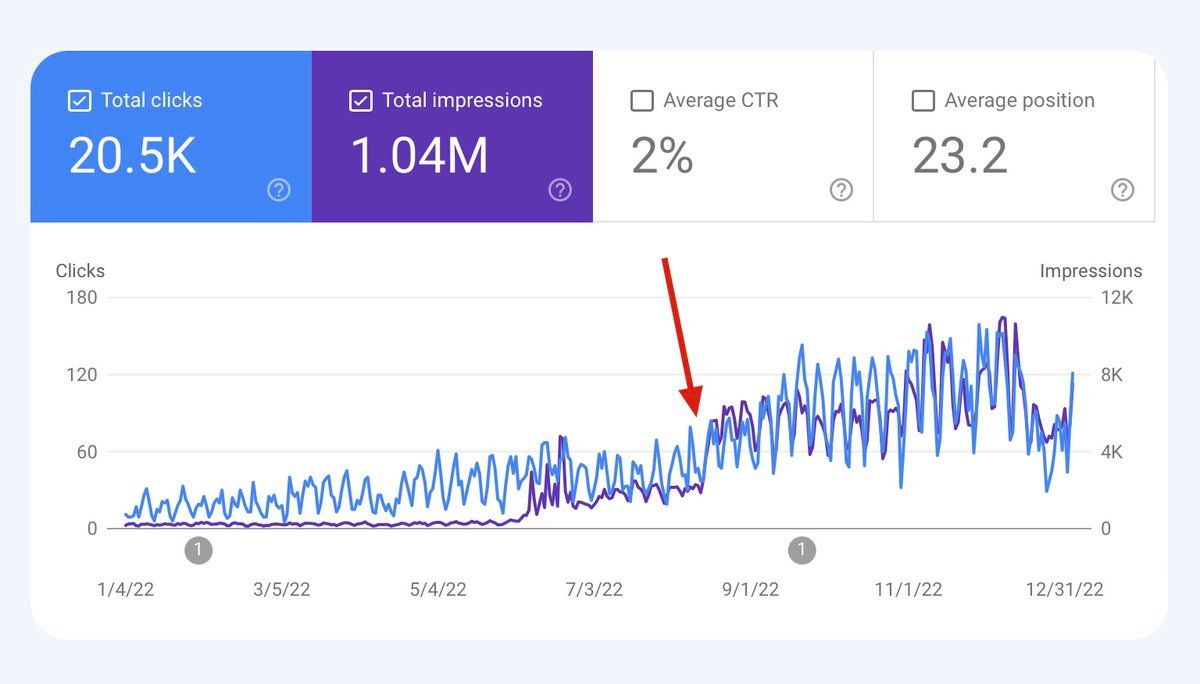 Total clicks
20.5K
Total impressions
1.04M
Average CTR
2%
Average position
23.2
Clicks
Impressions
180
12K
120
8K
60
4K
0
0
1
1
1/4/22
3/5/22
5/4/22
7/3/22
9/1/22
11/1/22
12/31/22